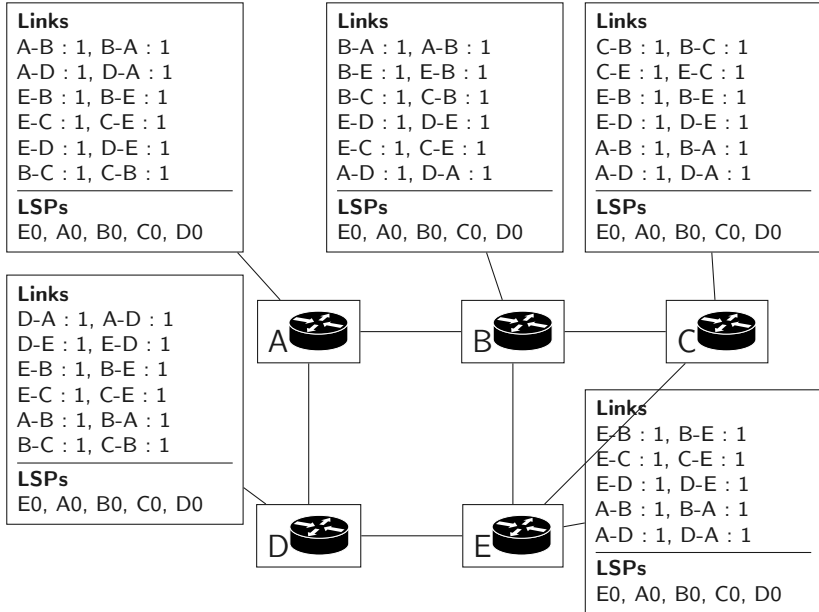 Links
A-B : 1, B-A : 1
A-D : 1, D-A : 1
E-B : 1, B-E : 1
E-C : 1, C-E : 1
E-D : 1, D-E : 1
B-C : 1, C-B : 1
LSPs
E0, A0, B0, C0, D0
Links
B-A : 1, A-B : 1
B-E : 1, E-B : 1
B-C : 1, C-B : 1
E-D : 1, D-E : 1
E-C : 1, C-E : 1
A-D : 1, D-A : 1
LSPs
E0, A0, B0, C0, D0
Links
C-B : 1, B-C : 1
C-E : 1, E-C : 1
E-B : 1, B-E : 1
E-D : 1, D-E : 1
A-B : 1, B-A : 1
A-D : 1, D-A : 1
LSPs
E0, A0, B0, C0, D0
Links
D-A : 1, A-D : 1
D-E : 1, E-D : 1
E-B : 1, B-E : 1
E-C : 1, C-E : 1
A-B : 1, B-A : 1
B-C : 1, C-B : 1
LSPs
E0, A0, B0, C0, D0
A
B
C
D
E
Links
E-B : 1, B-E : 1
E-C : 1, C-E : 1
E-D : 1, D-E : 1
A-B : 1, B-A : 1
A-D : 1, D-A : 1
LSPs
E0, A0, B0, C0, D0